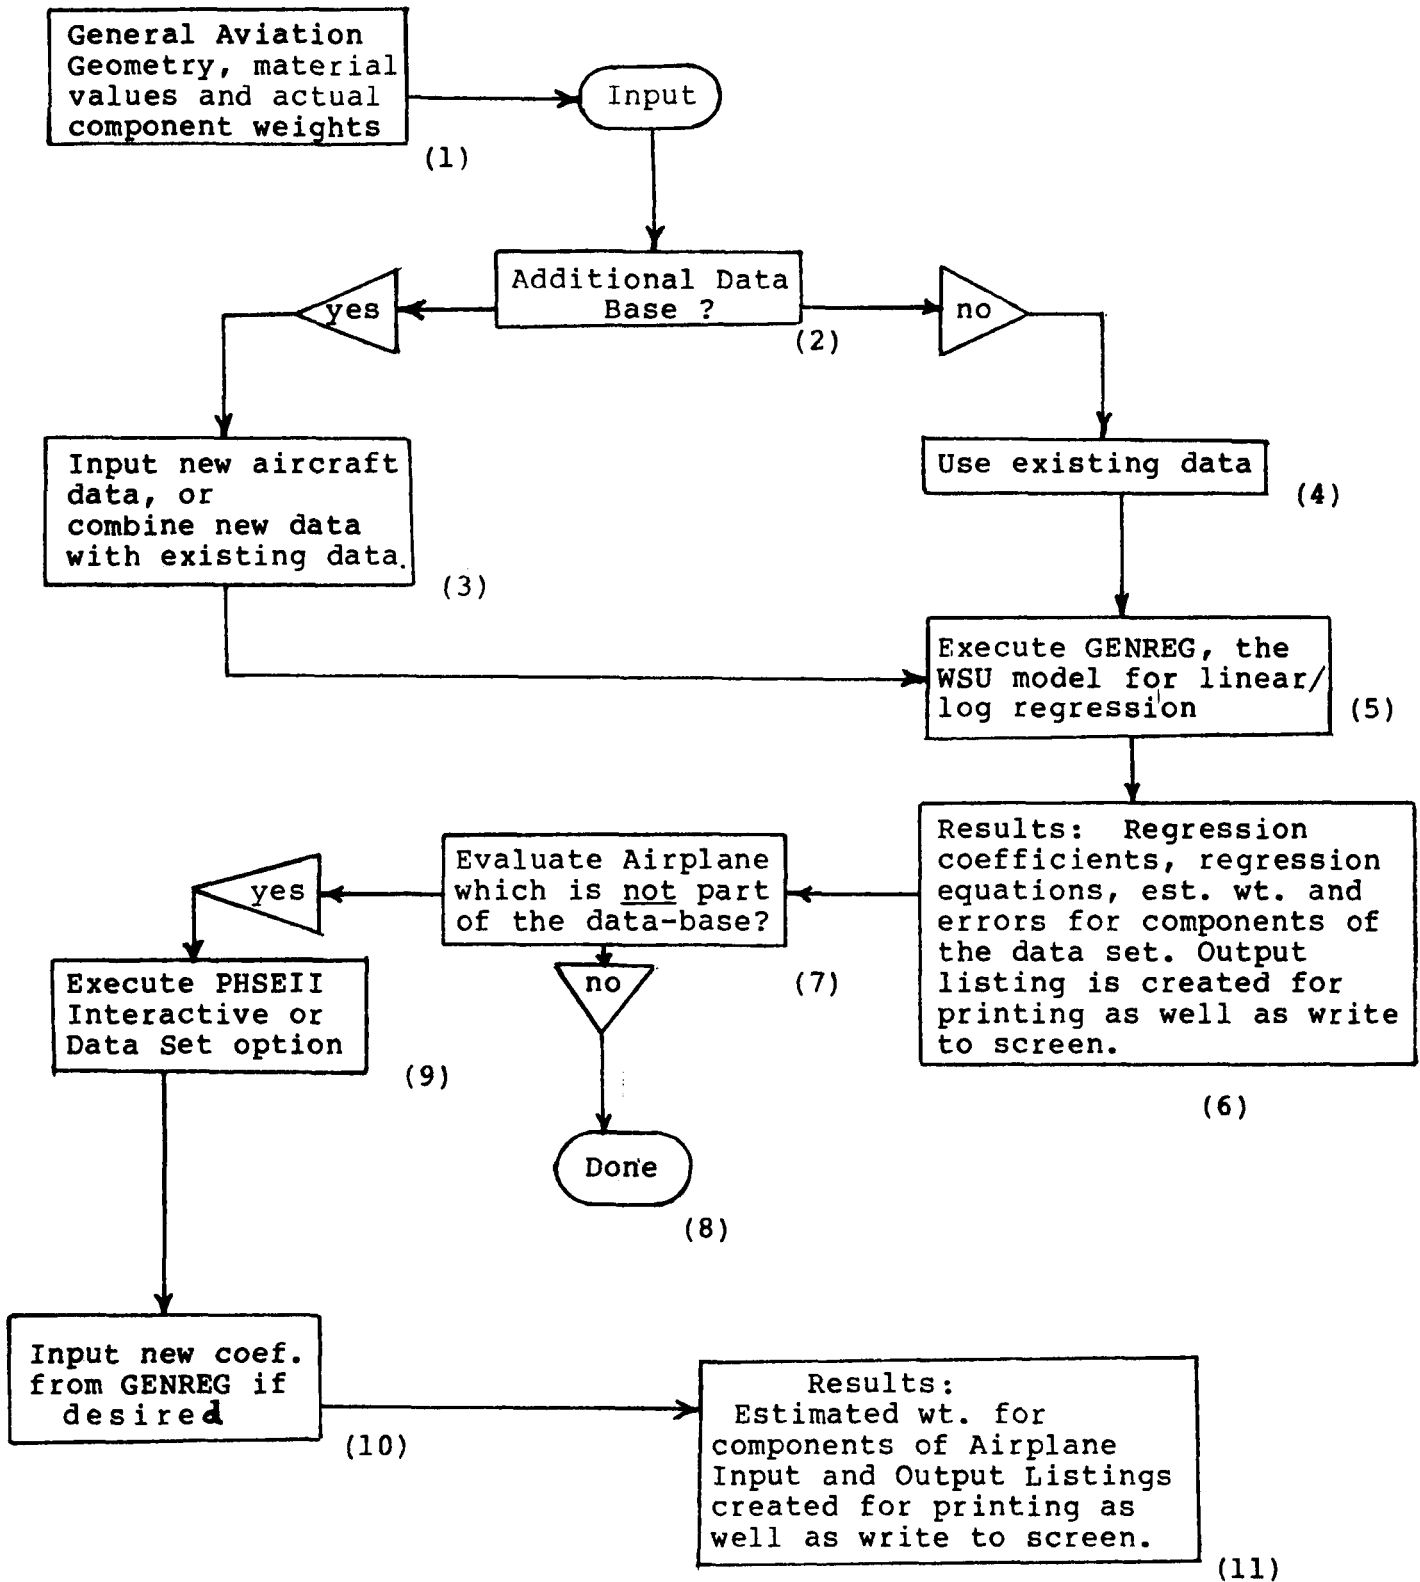 General Aviation
Geometry, material
values and actual
component weights
(1)
Input
Additional Data
Base ?
(2)
yes
no
Input new aircraft
data, or
combine new data
with existing data.
(3)
Use existing data
(4)
Execute GENREG, the
WSU model for linear/
log regression
(5)
Results: Regression
coefficients, regression
equations, est. wt. and
errors for components of
the data set. Output
listing is created for
printing as well as write
to screen.
(6)
Evaluate Airplane
which is not part
of the data-base?
(7)
yes
no
Done
(8)
Execute PHSEII
Interactive or
Data Set option
(9)
Input new coef.
from GENREG if
desired
(10)
Results:
Estimated wt. for
components of Airplane
Input and Output Listings
created for printing as
well as write to screen.
(11)